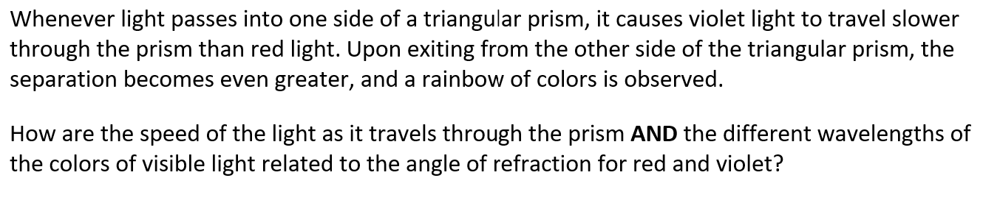 Whenever light passes into one side of a triangular prism, it causes violet light to travel slower
through the prism than red light. Upon exiting from the other side of the triangular prism, the
separation becomes even greater, and a rainbow of colors is observed.
How are the speed of the light as it travels through the prism AND the different wavelengths of
the colors of visible light related to the angle of refraction for red and violet?